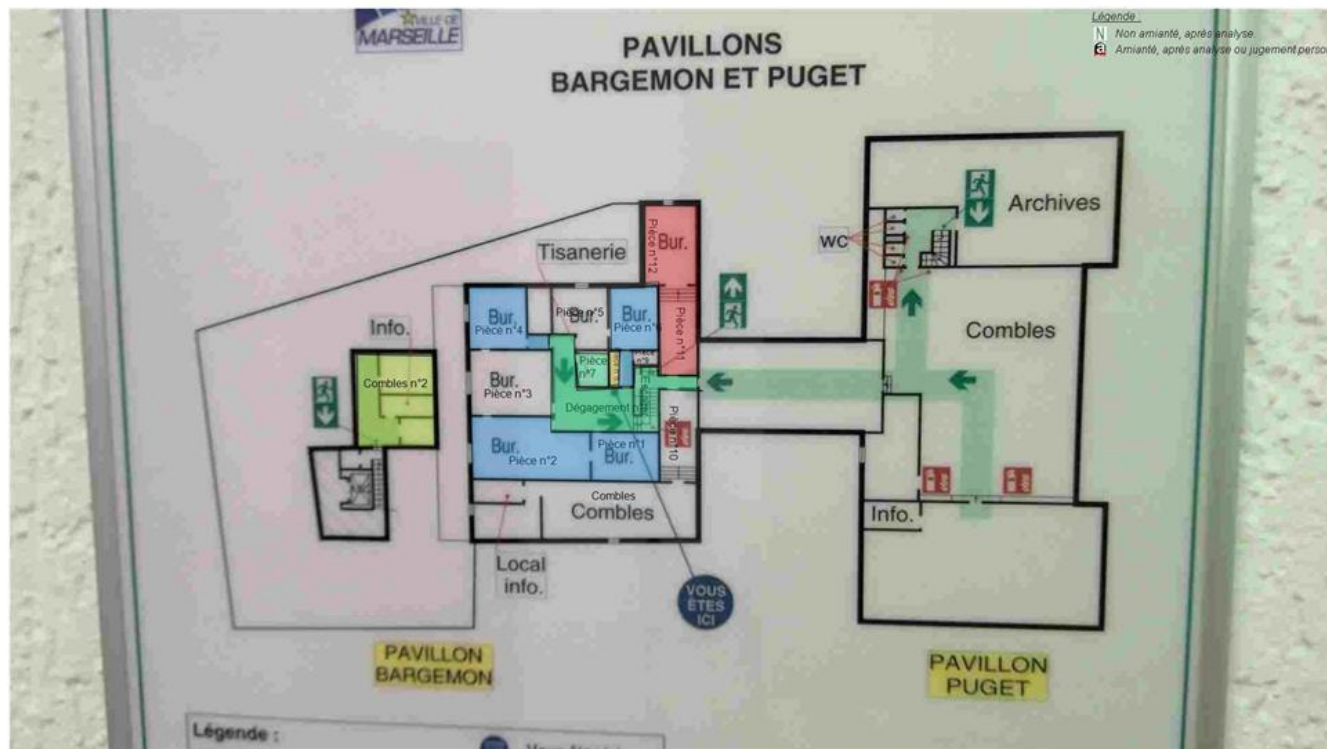 VILLE DE
MARSEILLE
PAVILLONS
BARGEMON ET PUGET
Légende :
N Non amianté, après analyse.
a Amianté, après analyse ou jugement perso
Archives
WC
Bur.
Pièce n°12
Tisanerie
Info.
Combles n°2
Bur.
Pièce n°4
Bur.
Pièce n°5
Bur.
Pièce n°11
Combles
Bur.
Pièce n°3
Pièce
n°7
Dégagement
Bur.
Pièce n°2
Pièce n°1
Bur.
Pièce n°10
Combles
Combles
Info.
Local
info.
VOUS
ÊTES
ICI
PAVILLON
BARGEMON
PAVILLON
PUGET
Légende :